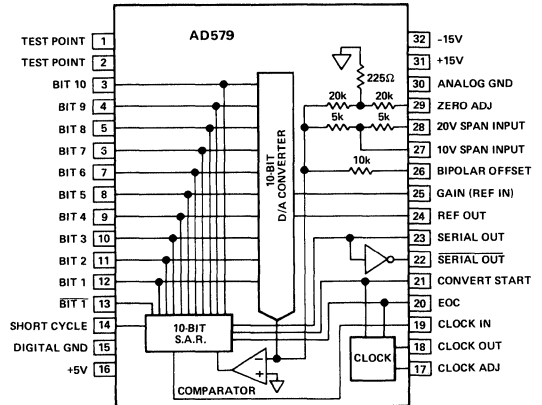 AD579
TEST POINT 1
TEST POINT 2
BIT 10 3
BIT 9 4
BIT 8 5
BIT 7 3
BIT 6 7
BIT 5 8
BIT 4 9
BIT 3 10
BIT 2 11
BIT 1 12
B̅I̅T̅ 1̅ 13
SHORT CYCLE 14
DIGITAL GND 15
+5V 16
10-BIT
D/A CONVERTER
10-BIT
S.A.R.
COMPARATOR
−
+
225Ω
20k 20k
5k 5k
10k
CLOCK
32 -15V
31 +15V
30 ANALOG GND
29 ZERO ADJ
28 20V SPAN INPUT
27 10V SPAN INPUT
26 BIPOLAR OFFSET
25 GAIN (REF IN)
24 REF OUT
23 SERIAL OUT
22 S̅E̅R̅I̅A̅L̅ O̅U̅T̅
21 CONVERT START
20 EOC
19 CLOCK IN
18 CLOCK OUT
17 CLOCK ADJ